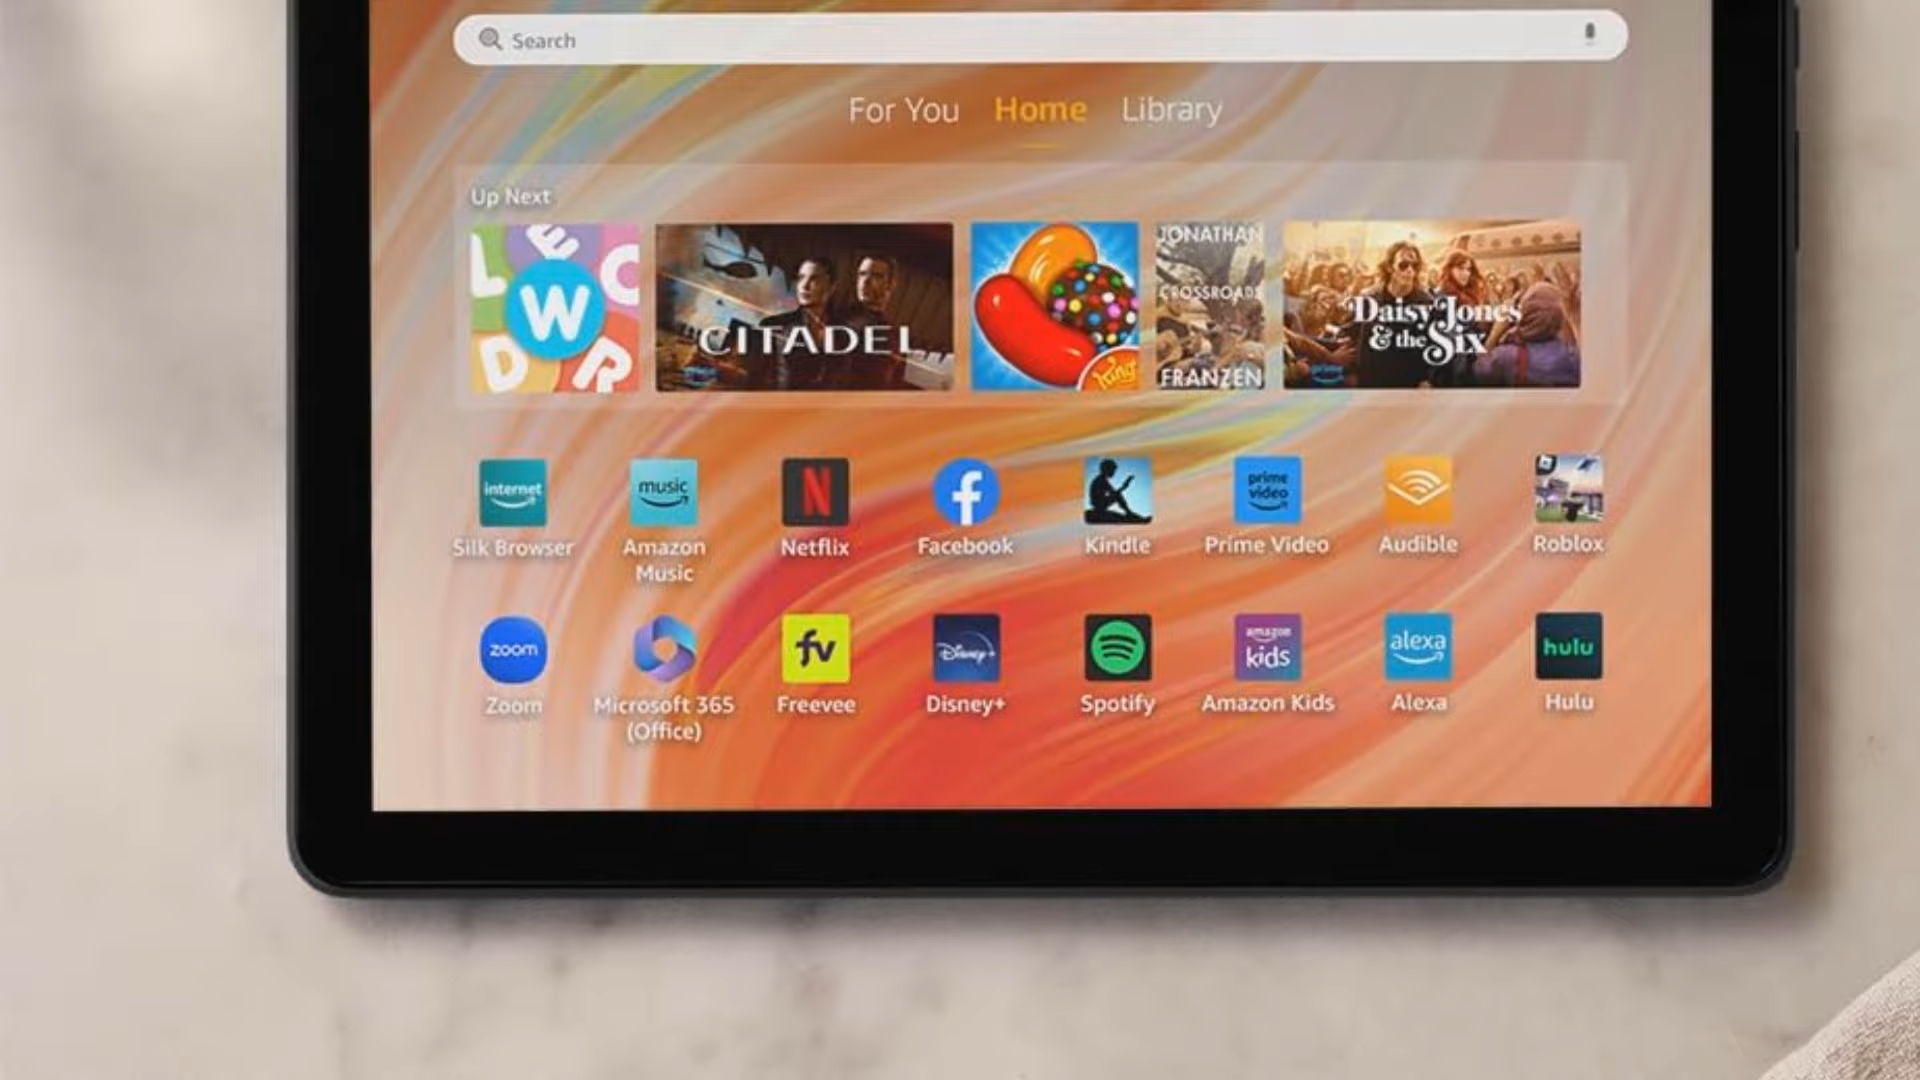 Search
For You Home Library
Up Next
L E C W D R
CITADEL
prime
King
JONATHAN
CROSSROADS
FRANZEN
Daisy Jones
& the Six
prime
internet
Silk Browser
music
Amazon
Music
N
Netflix
f
Facebook
Kindle
prime
video
Prime Video
Audible
Roblox
zoom
Zoom
Microsoft 365
(Office)
fv
Freevee
Disney+
Disney+
Spotify
amazon
kids
Amazon Kids
alexa
Alexa
hulu
Hulu